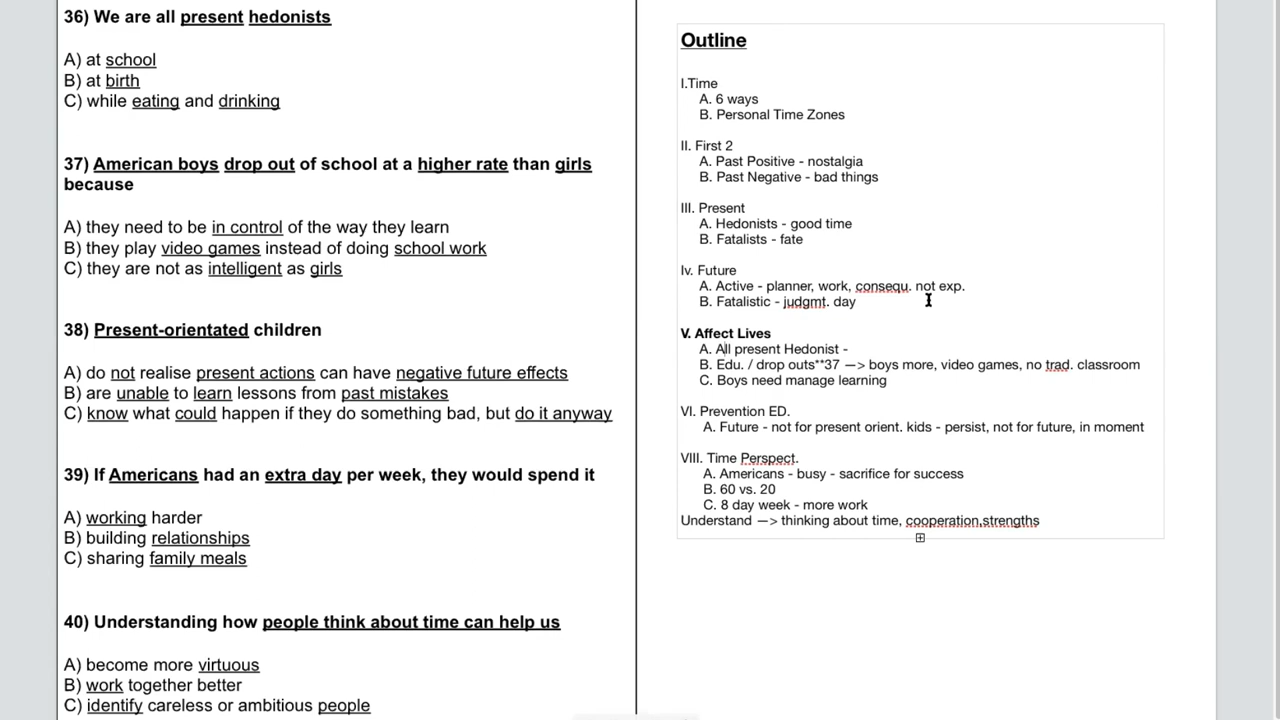 36) We are all present hedonists
A) at school
B) at birth
C) while eating and drinking
37) American boys drop out of school at a higher rate than girls
because
A) they need to be in control of the way they learn
B) they play video games instead of doing school work
C) they are not as intelligent as girls
38) Present-orientated children
A) do not realise present actions can have negative future effects
B) are unable to learn lessons from past mistakes
C) know what could happen if they do something bad, but do it anyway
39) If Americans had an extra day per week, they would spend it
A) working harder
B) building relationships
C) sharing family meals
40) Understanding how people think about time can help us
A) become more virtuous
B) work together better
C) identify careless or ambitious people
Outline
I.Time
A. 6 ways
B. Personal Time Zones
II. First 2
A. Past Positive - nostalgia
B. Past Negative - bad things
III. Present
A. Hedonists - good time
B. Fatalists - fate
Iv. Future
A. Active - planner, work, consequ. not exp.
B. Fatalistic - judgmt. day
V. Affect Lives
A. All present Hedonist -
B. Edu. / drop outs**37 —> boys more, video games, no trad. classroom
C. Boys need manage learning
VI. Prevention ED.
A. Future - not for present orient. kids - persist, not for future, in moment
VIII. Time Perspect.
A. Americans - busy - sacrifice for success
B. 60 vs. 20
C. 8 day week - more work
Understand —> thinking about time, cooperation,strengths